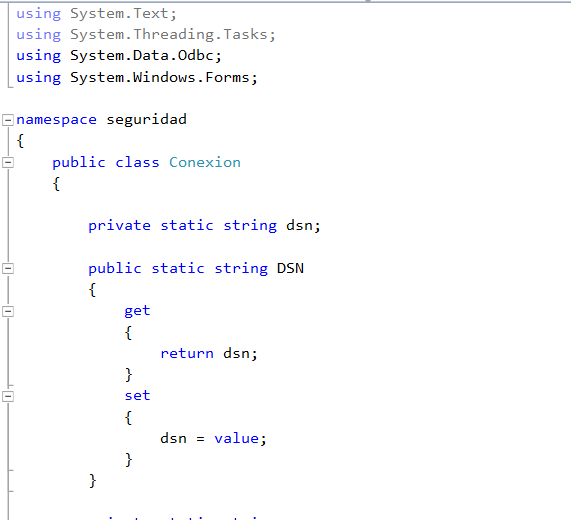 using System.Text;
using System.Threading.Tasks;
using System.Data.Odbc;
using System.Windows.Forms;
namespace seguridad
{
public class Conexion
{
private static string dsn;
public static string DSN
{
get
{
return dsn;
}
set
{
dsn = value;
}
}